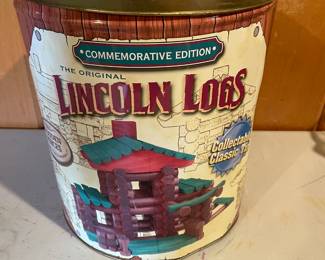 • COMMEMORATIVE EDITION •
THE ORIGINAL
LINCOLN LOGS
Collectable
Classic